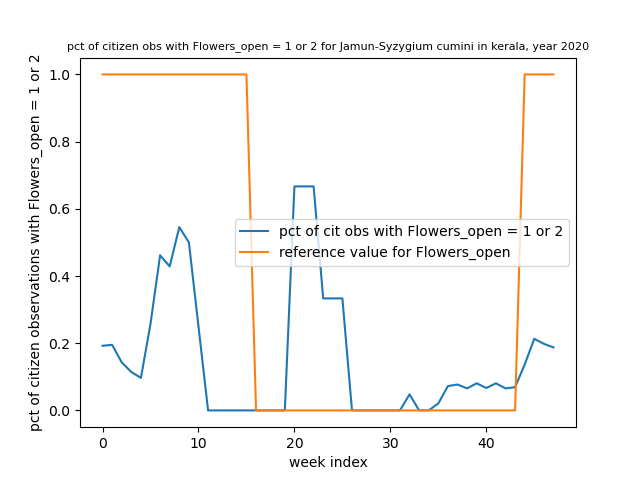 pct of citizen obs with Flowers_open = 1 or 2 for Jamun-Syzygium cumini in kerala, year 2020
pct of citizen observations with Flowers_open = 1 or 2
1.0
0.8
0.6
0.4
0.2
0.0
pct of cit obs with Flowers_open = 1 or 2
reference value for Flowers_open
0 10 20 30 40
week index